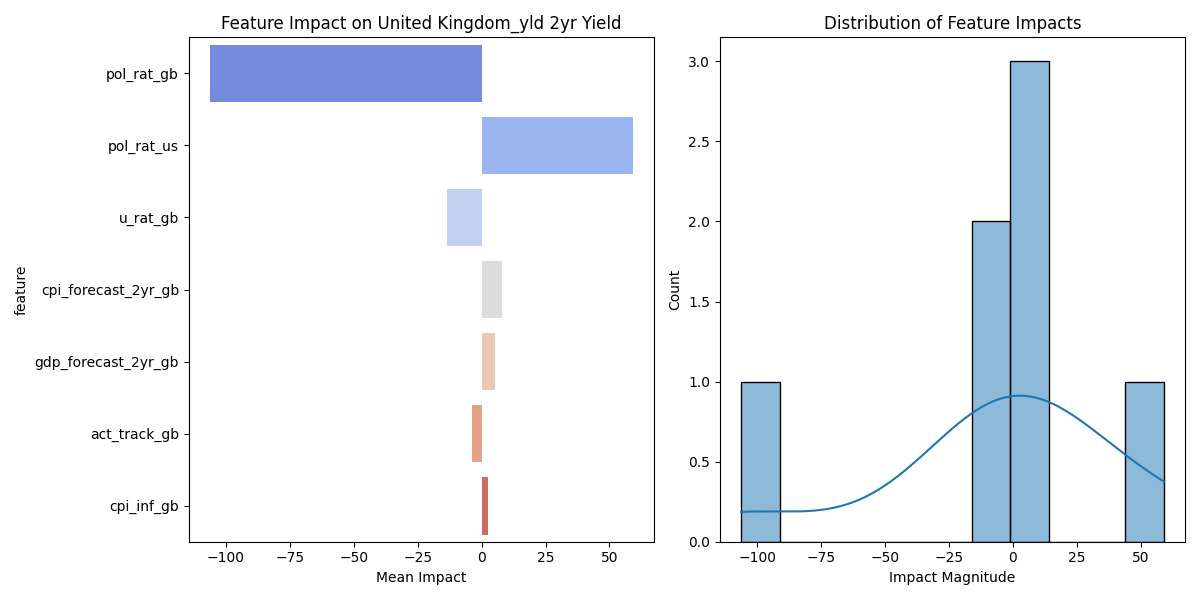 Feature Impact on United Kingdom_yld 2yr Yield
feature
pol_rat_gb
pol_rat_us
u_rat_gb
cpi_forecast_2yr_gb
gdp_forecast_2yr_gb
act_track_gb
cpi_inf_gb
−100 −75 −50 −25 0 25 50
Mean Impact
Distribution of Feature Impacts
Count
3.0
2.5
2.0
1.5
1.0
0.5
0.0
−100 −75 −50 −25 0 25 50
Impact Magnitude